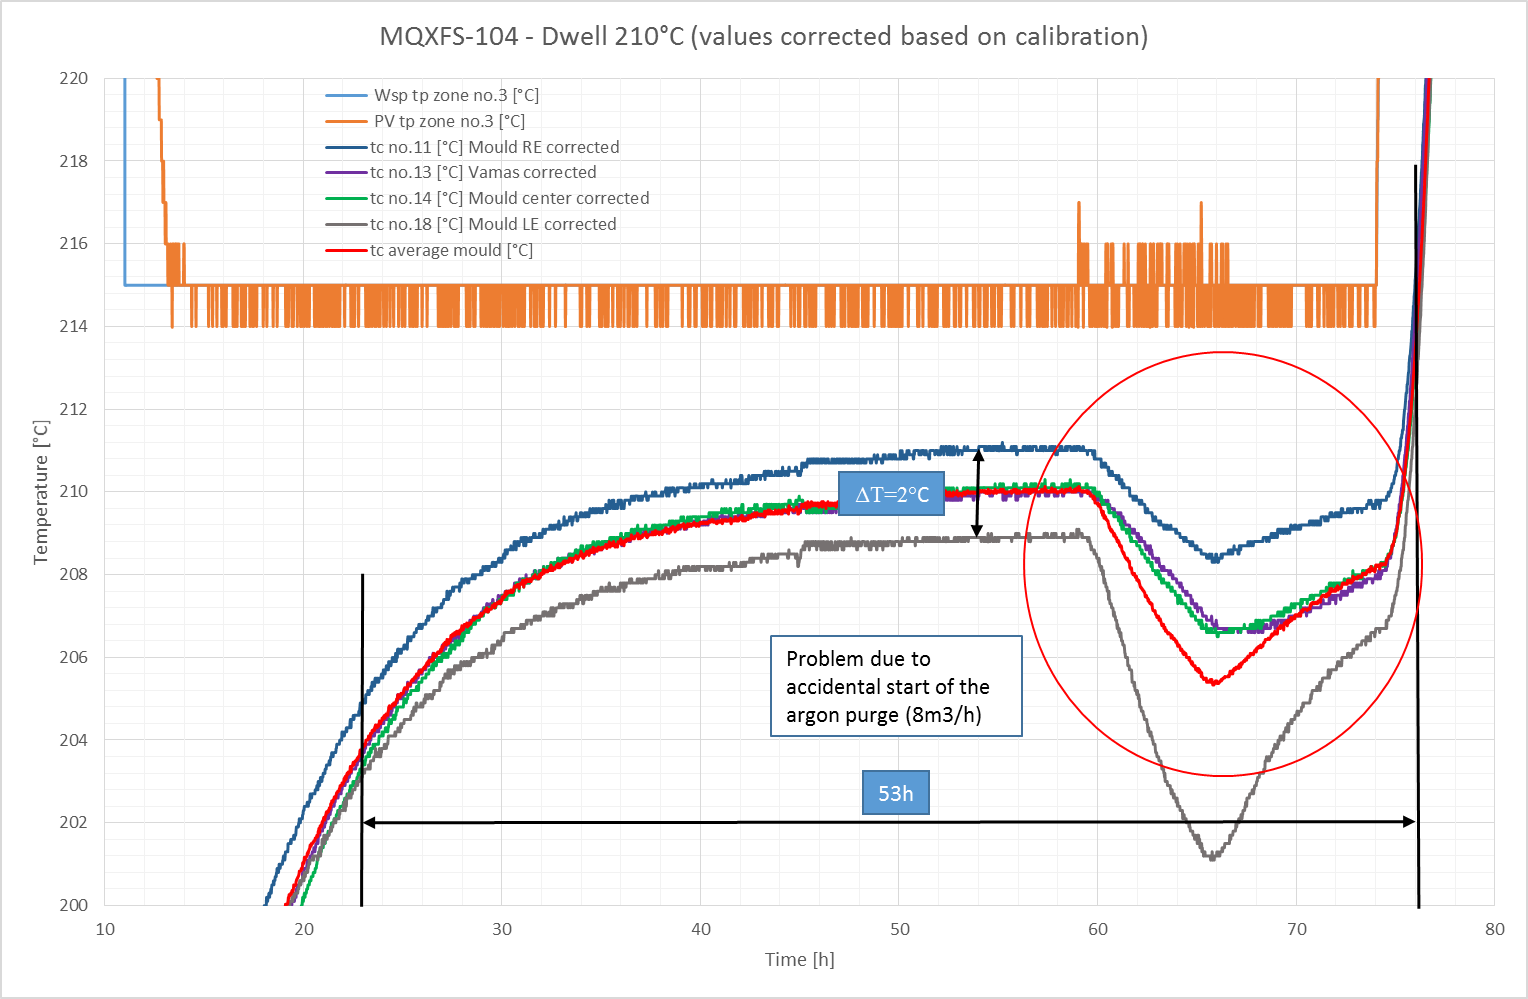 MQXFS-104 - Dwell 210°C (values corrected based on calibration)
220
218
216
214
212
210
208
206
204
202
200
Temperature [°C]
Wsp tp zone no.3 [°C]
PV tp zone no.3 [°C]
tc no.11 [°C] Mould RE corrected
tc no.13 [°C] Vamas corrected
tc no.14 [°C] Mould center corrected
tc no.18 [°C] Mould LE corrected
tc average mould [°C]
ΔT=2°C
Problem due to
accidental start of the
argon purge (8m3/h)
53h
10
20
30
40
50
60
70
80
Time [h]